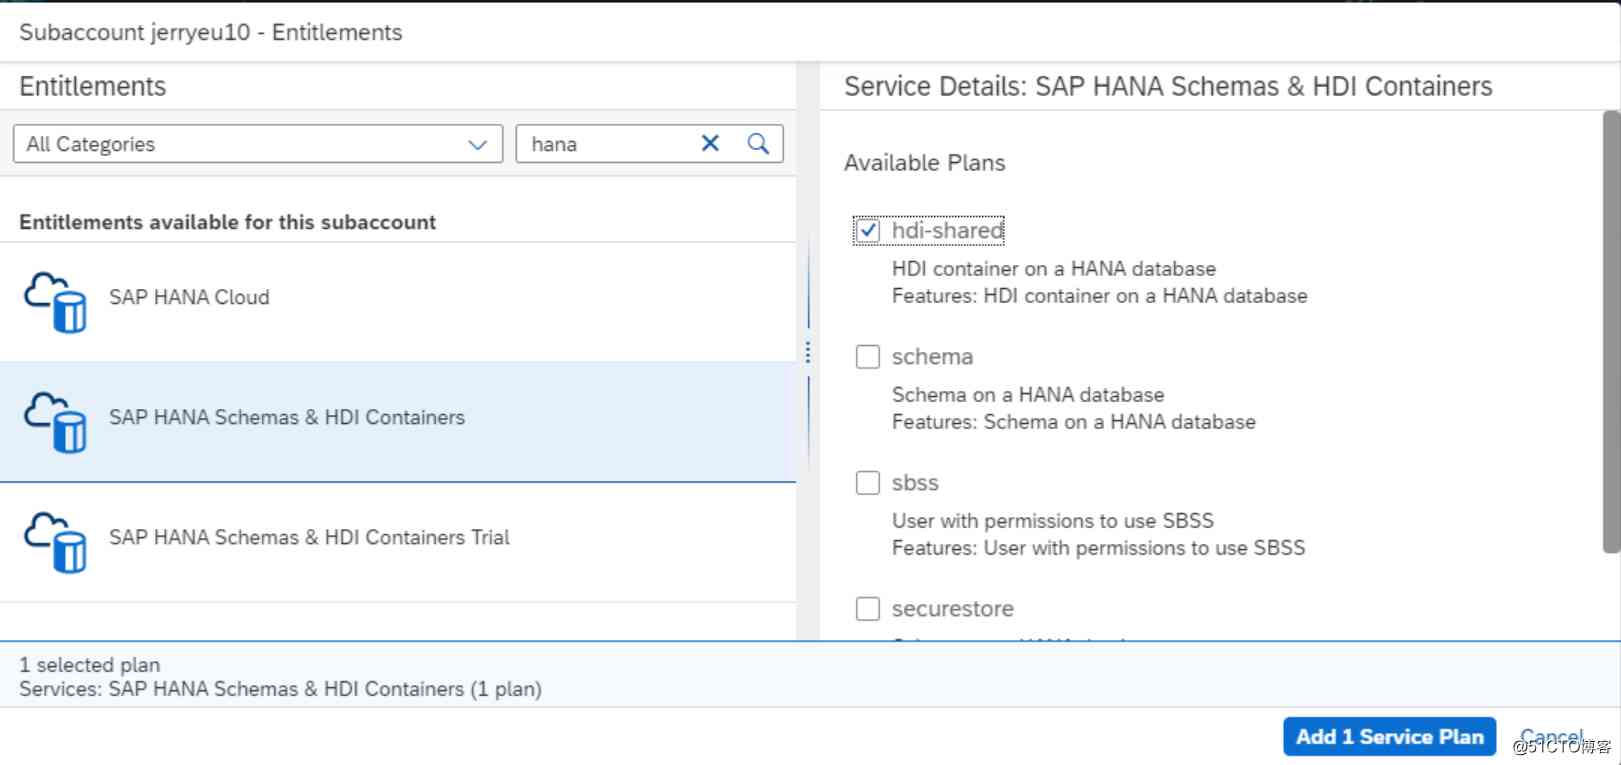 Subaccount jerryeu10 - Entitlements
Entitlements
All Categories
hana
Entitlements available for this subaccount
SAP HANA Cloud
SAP HANA Schemas & HDI Containers
SAP HANA Schemas & HDI Containers Trial
Service Details: SAP HANA Schemas & HDI Containers
Available Plans
hdi-shared
HDI container on a HANA database
Features: HDI container on a HANA database
schema
Schema on a HANA database
Features: Schema on a HANA database
sbss
User with permissions to use SBSS
Features: User with permissions to use SBSS
securestore
1 selected plan
Services: SAP HANA Schemas & HDI Containers (1 plan)
Add 1 Service Plan
Cancel
@51CTO博客